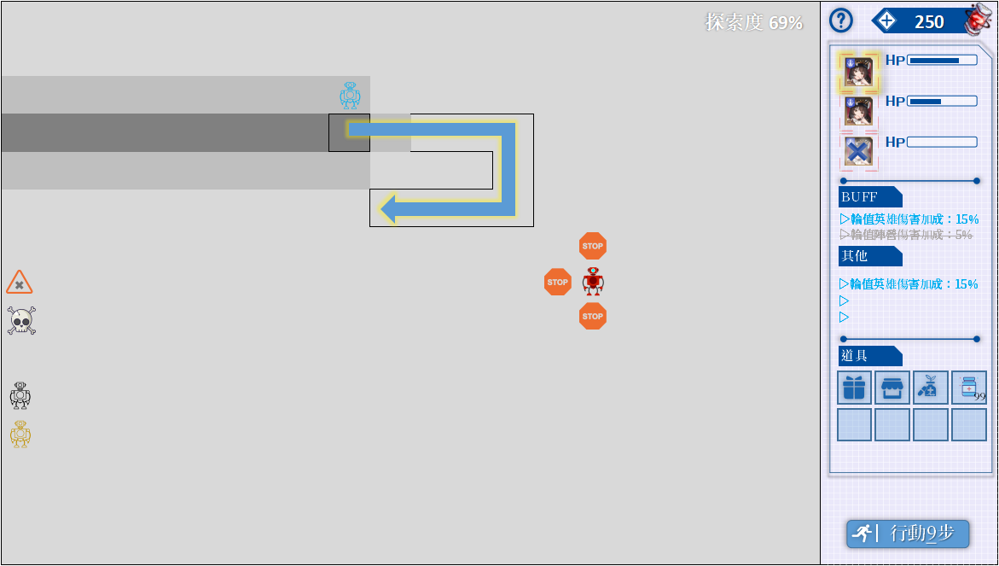 探索度 69%
250
HP
HP
HP
BUFF
▷輪值英雄傷害加成：15%
▷輪值陣營傷害加成：5%
其他
▷輪值英雄傷害加成：15%
▷
▷
STOP
STOP
STOP
道具
99
行動9步